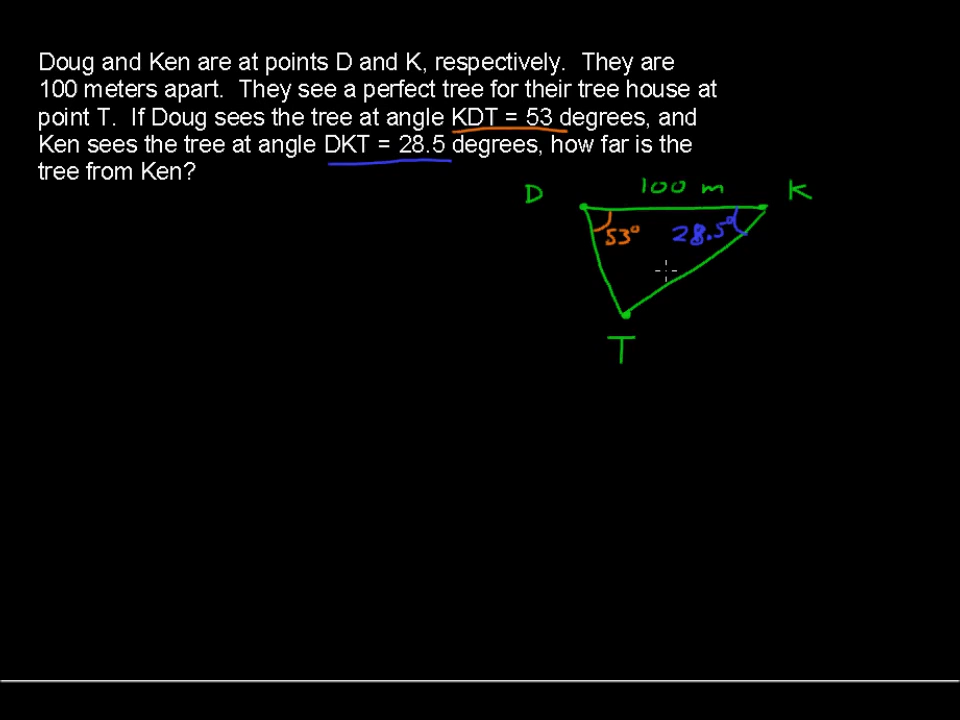 Doug and Ken are at points D and K, respectively.  They are
100 meters apart.  They see a perfect tree for their tree house at
point T.  If Doug sees the tree at angle KDT = 53 degrees, and
Ken sees the tree at angle DKT = 28.5 degrees, how far is the
tree from Ken?
D 100 m K
53° 28.5°
T